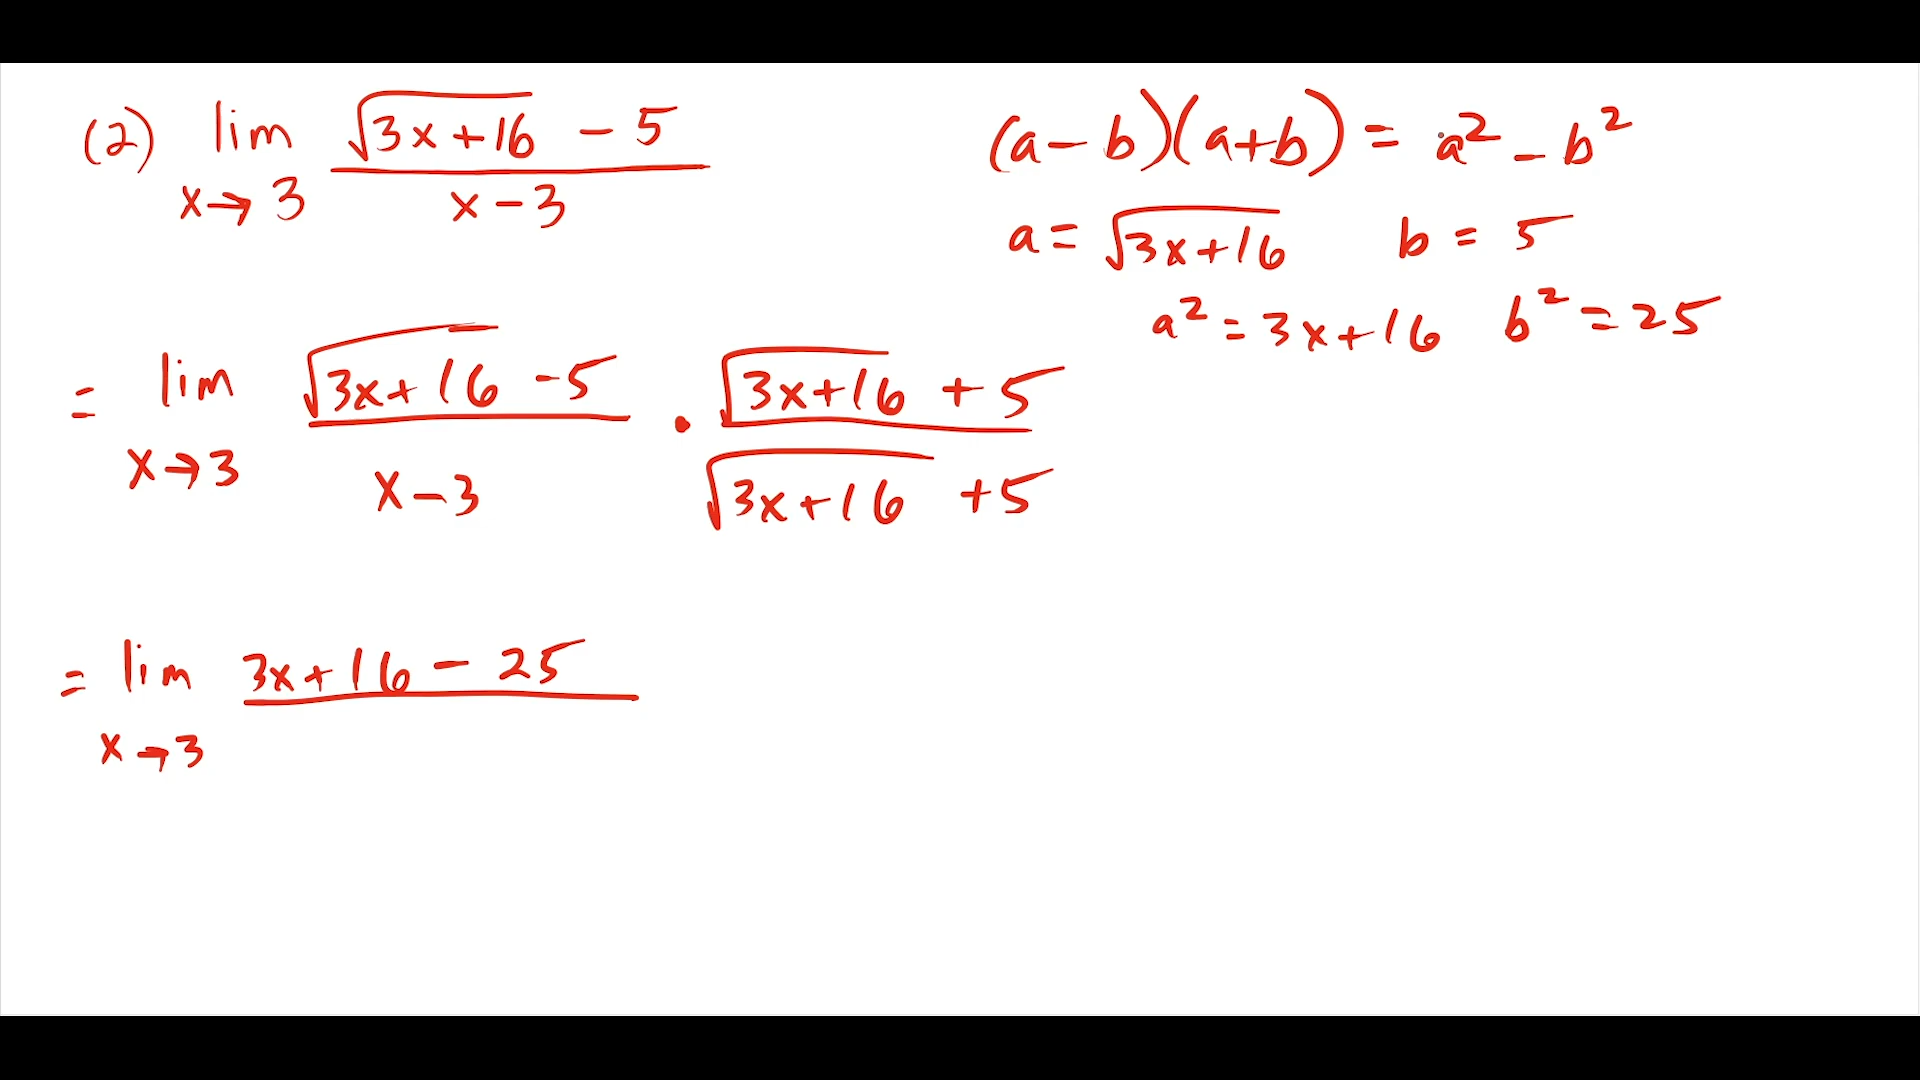 (2) lim x→3 (√(3x+16) - 5) / (x-3)
(a-b)(a+b) = a² - b²
a = √(3x+16) b = 5
a² = 3x+16 b² = 25
= lim x→3 (√(3x+16) - 5) / (x-3) · (√(3x+16) + 5) / (√(3x+16) + 5)
= lim x→3 3x+16 - 25